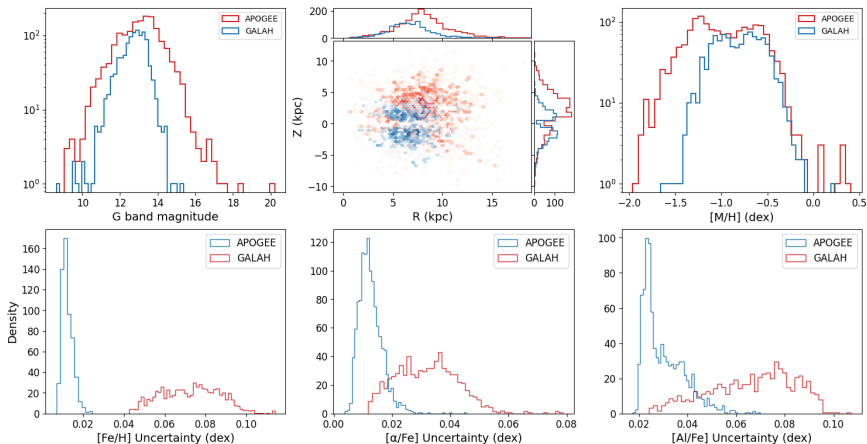 APOGEE
GALAH
10²
10¹
10⁰
10 12 14 16 18 20
G band magnitude
200
0
10
5
0
−5
−10
Z (kpc)
0 5 10 15
R (kpc)
0 100
APOGEE
GALAH
10²
10¹
10⁰
−2.0 −1.5 −1.0 −0.5 0.0 0.5
[M/H] (dex)
160
140
120
100
80
60
40
20
0
Density
APOGEE
GALAH
0.02 0.04 0.06 0.08 0.10
[Fe/H] Uncertainty (dex)
120
100
80
60
40
20
0
APOGEE
GALAH
0.00 0.02 0.04 0.06 0.08
[α/Fe] Uncertainty (dex)
100
80
60
40
20
0
APOGEE
GALAH
0.02 0.04 0.06 0.08 0.10
[Al/Fe] Uncertainty (dex)